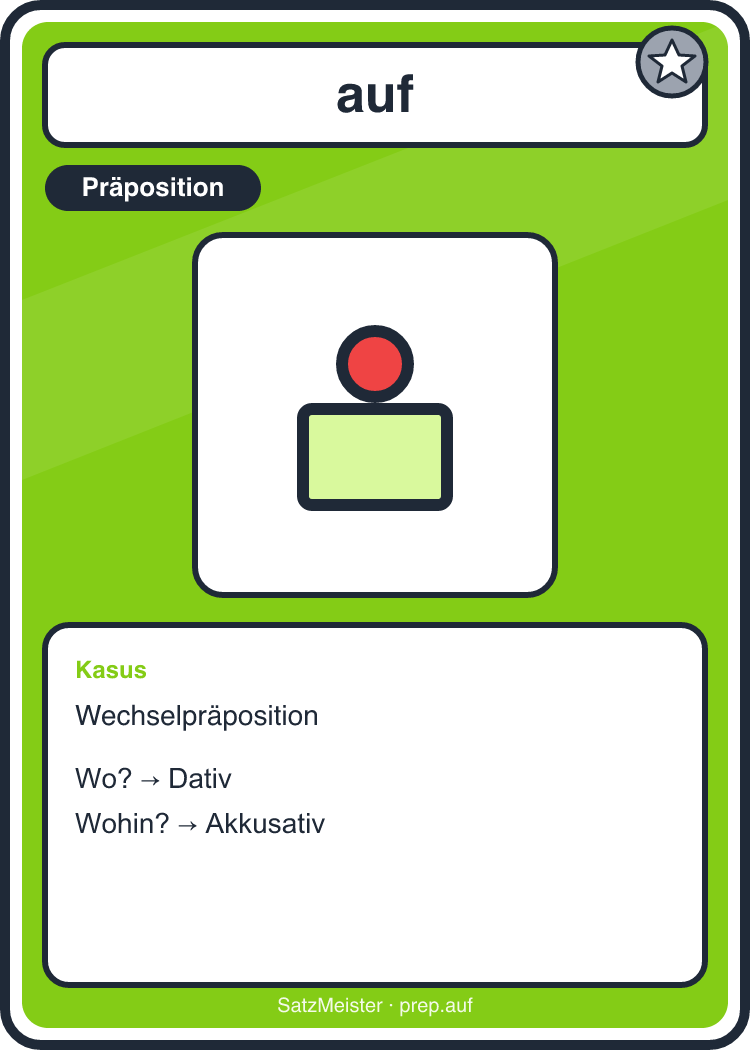 auf
Präposition
Kasus
Wechselpräposition
Wo? → Dativ
Wohin? → Akkusativ
SatzMeister · prep.auf